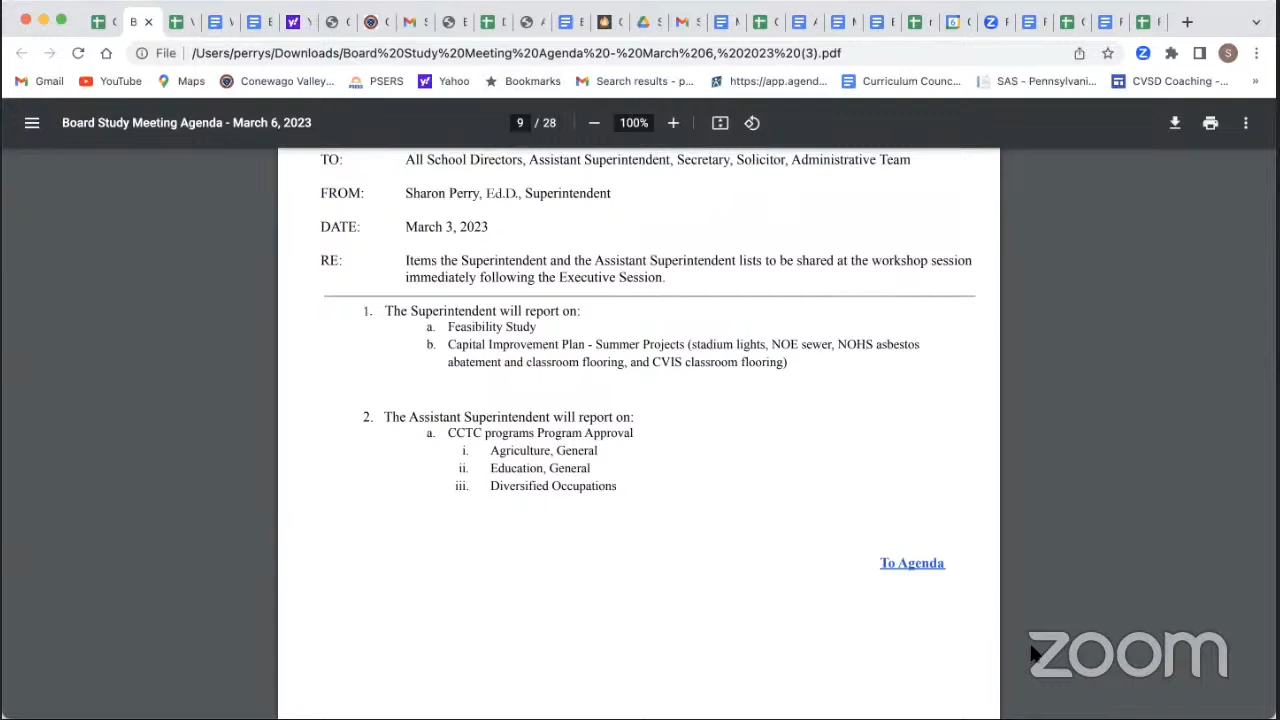 File /Users/perrys/Downloads/Board%20Study%20Meeting%20Agenda%20-%20March%206,%202023%20(3).pdf
Gmail YouTube Maps Conewago Valley... PSERS Yahoo Bookmarks Search results - p... https://app.agend... Curriculum Counc... SAS - Pennsylvani... CVSD Coaching -... »
Board Study Meeting Agenda - March 6, 2023 9 / 28 — 100% +
TO: All School Directors, Assistant Superintendent, Secretary, Solicitor, Administrative Team
FROM: Sharon Perry, Ed.D., Superintendent
DATE: March 3, 2023
RE: Items the Superintendent and the Assistant Superintendent lists to be shared at the workshop session
immediately following the Executive Session.
1. The Superintendent will report on:
a. Feasibility Study
b. Capital Improvement Plan - Summer Projects (stadium lights, NOE sewer, NOHS asbestos
abatement and classroom flooring, and CVIS classroom flooring)
2. The Assistant Superintendent will report on:
a. CCTC programs Program Approval
i. Agriculture, General
ii. Education, General
iii. Diversified Occupations
To Agenda
zoom